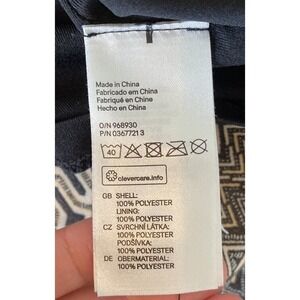 Made in China
Fabricado em China
Fabriqué en Chine
Hecho en China
O/N 968930
P/N 0367721 3
40
clevercare.info
GB SHELL:
100% POLYESTER
LINING:
100% POLYESTER
CZ SVRCHNÍ LÁTKA:
100% POLYESTER
PODŠÍVKA:
100% POLYESTER
DE OBERMATERIAL:
100% POLYESTER